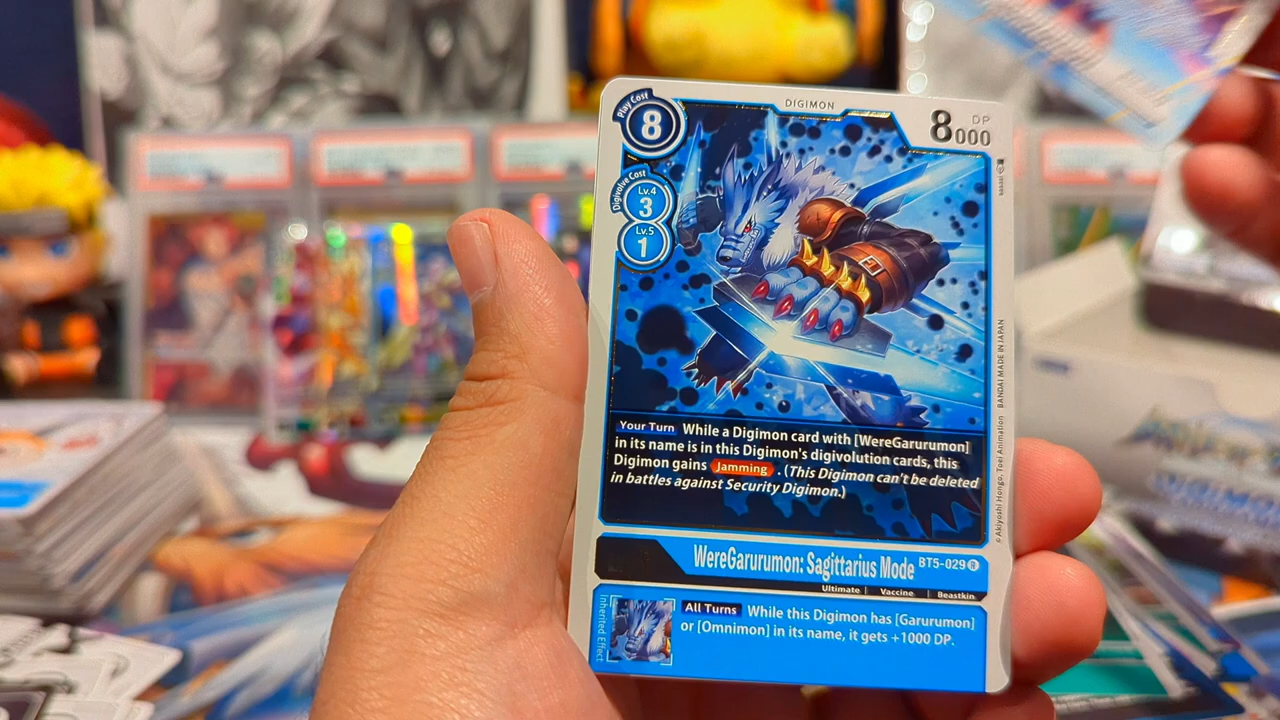 DIGIMON
Play Cost
8
8000
DP
Digivolve Cost
Lv.4
3
Lv.5
1
Your Turn While a Digimon card with [WereGarurumon]
in its name is in this Digimon's digivolution cards, this
Digimon gains Jamming . (This Digimon can't be deleted
in battles against Security Digimon.)
WereGarurumon: Sagittarius Mode BT5-029 R
Ultimate | Vaccine | Beastkin
Inherited Effect
All Turns While this Digimon has [Garurumon]
or [Omnimon] in its name, it gets +1000 DP.
© Akiyoshi Hongo, Toei Animation BANDAI MADE IN JAPAN
sasasi